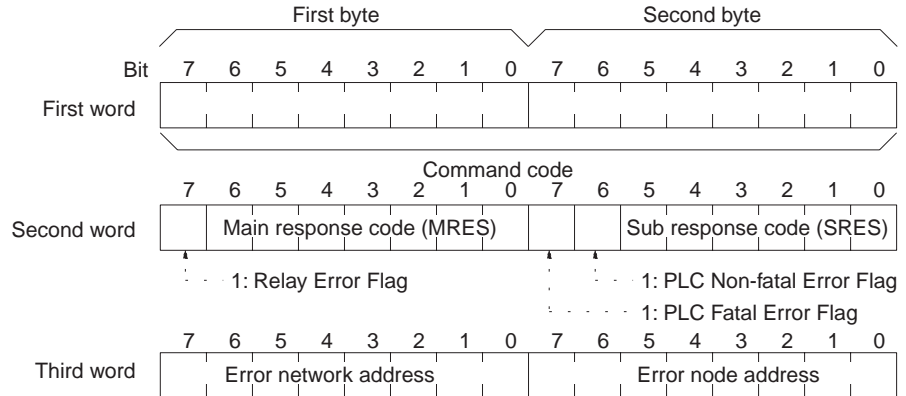 First byte Second byte
Bit 7 6 5 4 3 2 1 0 7 6 5 4 3 2 1 0
First word
Command code
7 6 5 4 3 2 1 0 7 6 5 4 3 2 1 0
Second word Main response code (MRES) Sub response code (SRES)
1: Relay Error Flag 1: PLC Non-fatal Error Flag
1: PLC Fatal Error Flag
7 6 5 4 3 2 1 0 7 6 5 4 3 2 1 0
Third word Error network address Error node address